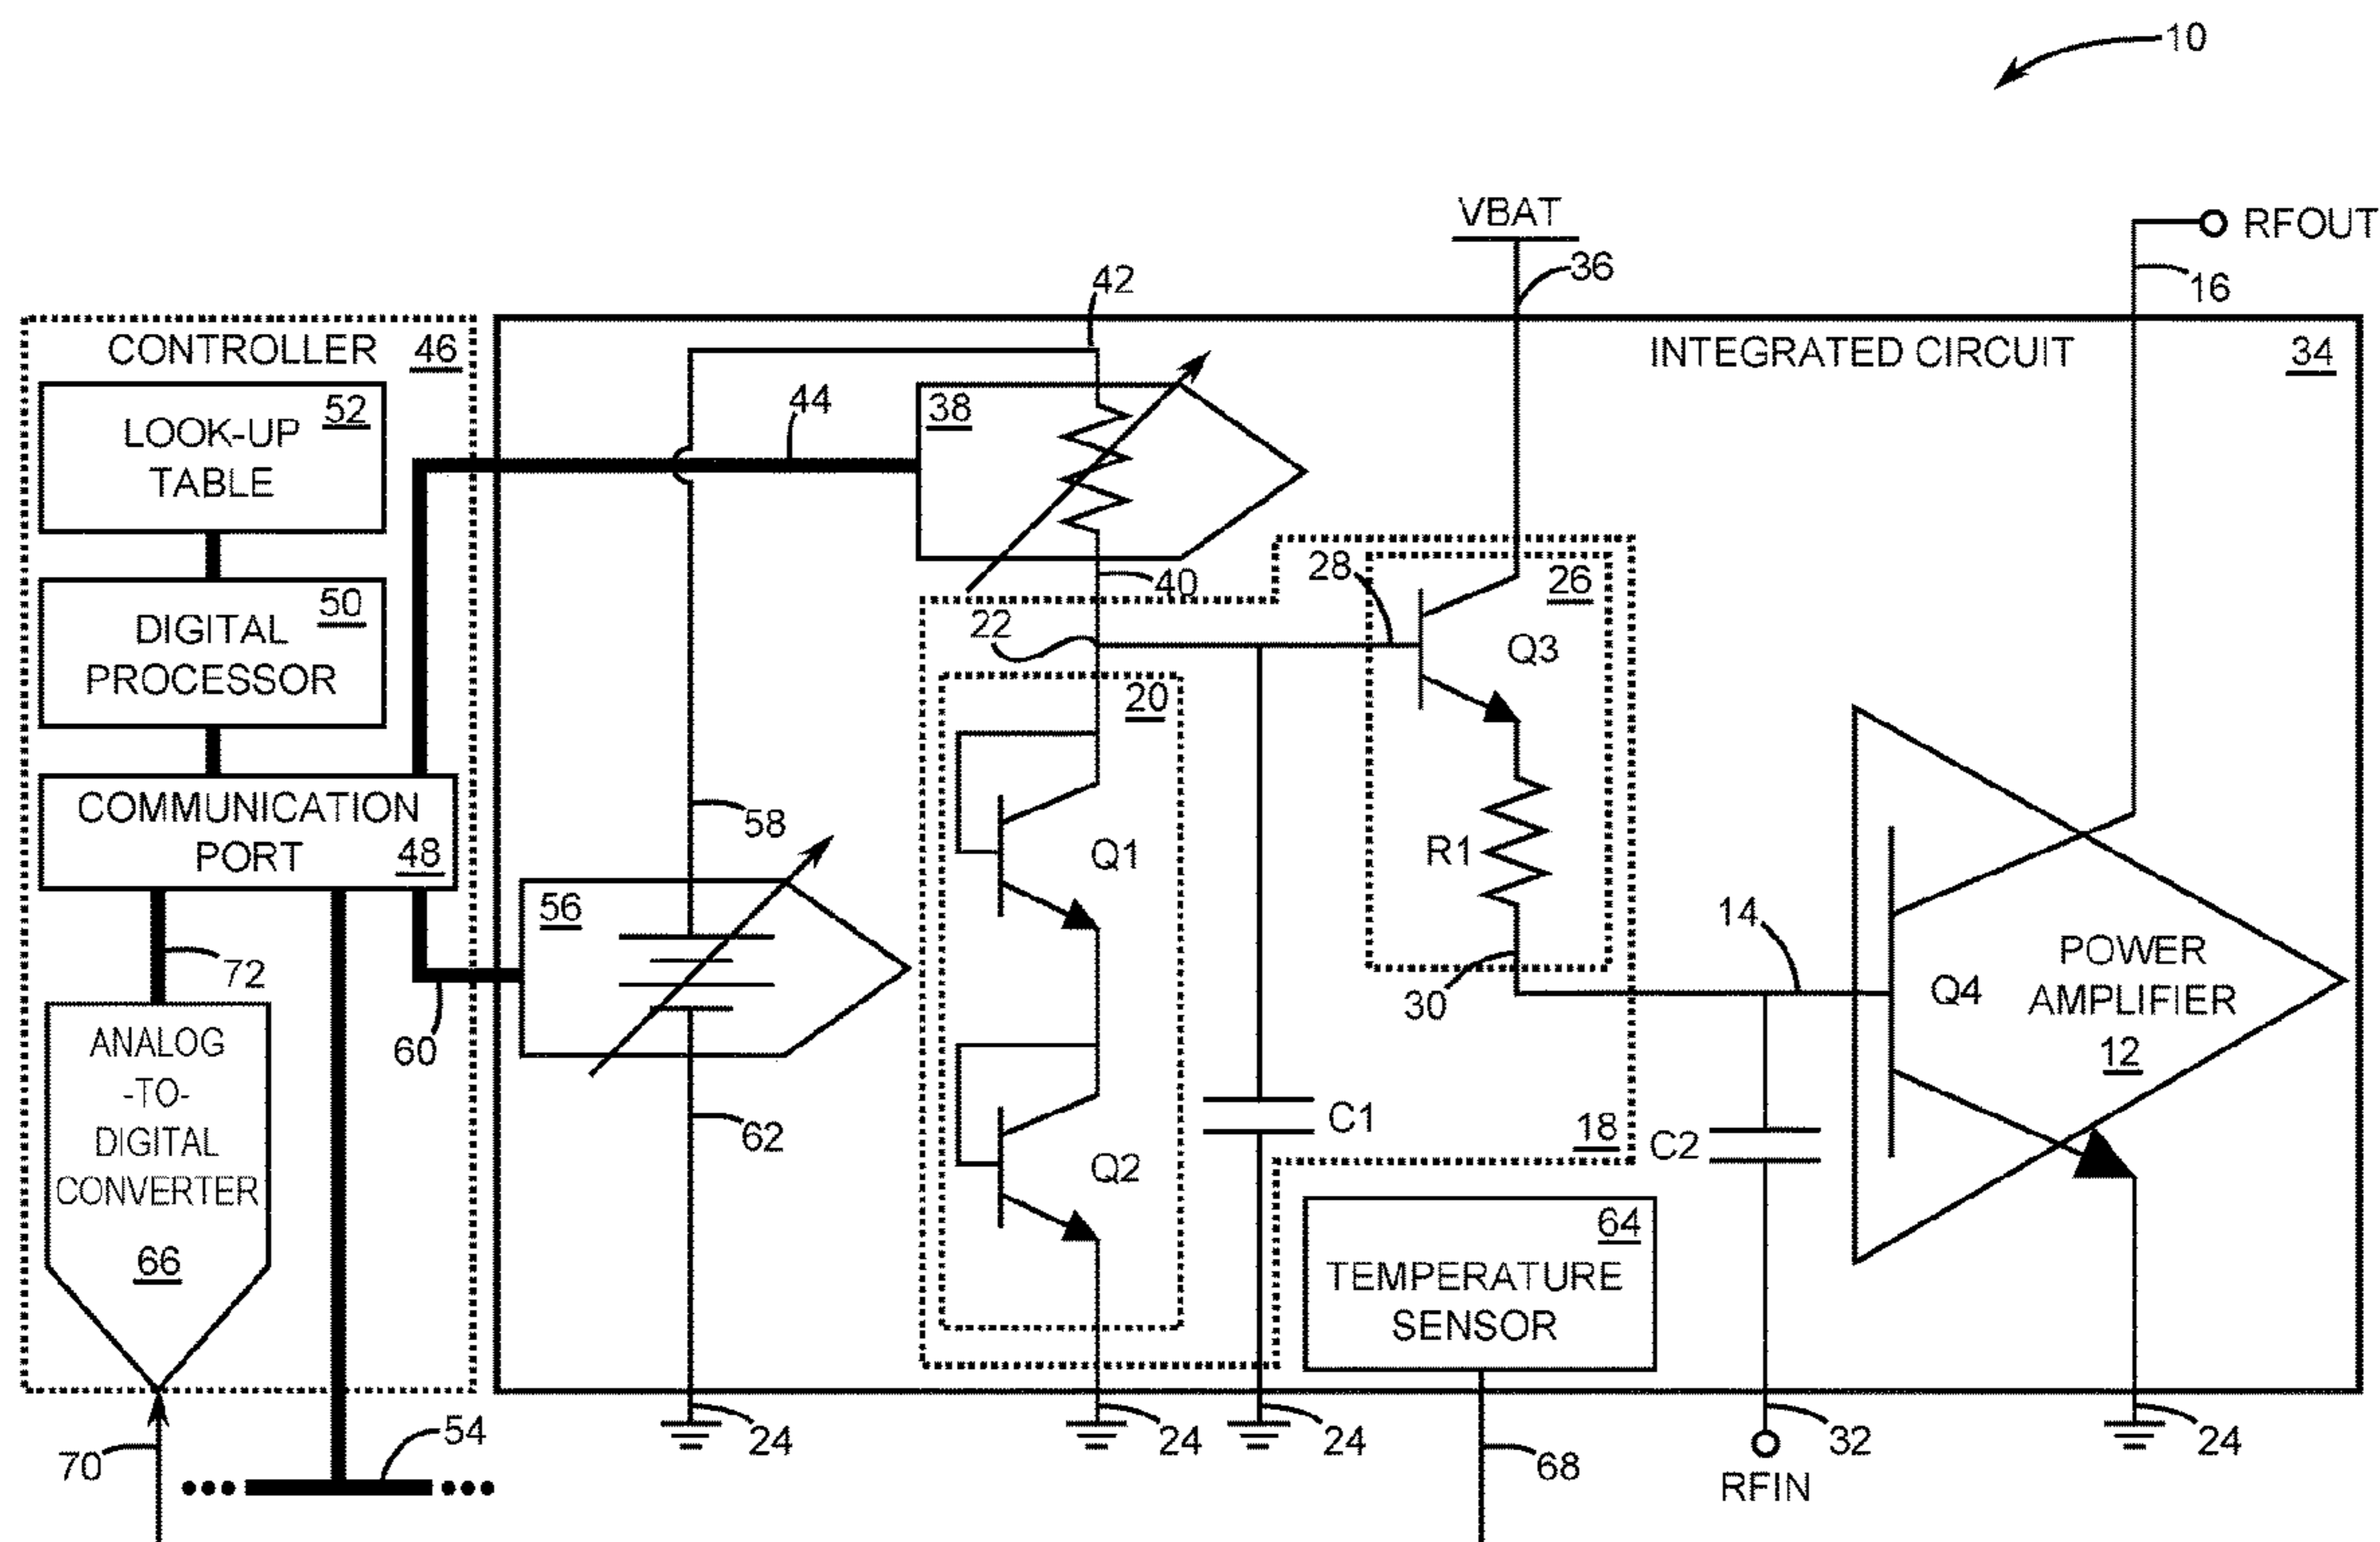 10
VBAT
RFOUT
36
16
42
CONTROLLER 46
INTEGRATED CIRCUIT 34
52
LOOK-UP
TABLE
44
38
50
DIGITAL
PROCESSOR
40
28
26
22
Q3
20
COMMUNICATION
PORT 48
58
Q1
R1
56
14
POWER
AMPLIFIER
12
Q4
72
30
60
ANALOG
-TO-
DIGITAL
CONVERTER
66
62
C1
18
C2
Q2
64
TEMPERATURE
SENSOR
54
70
24
24
24
68
32
RFIN
24